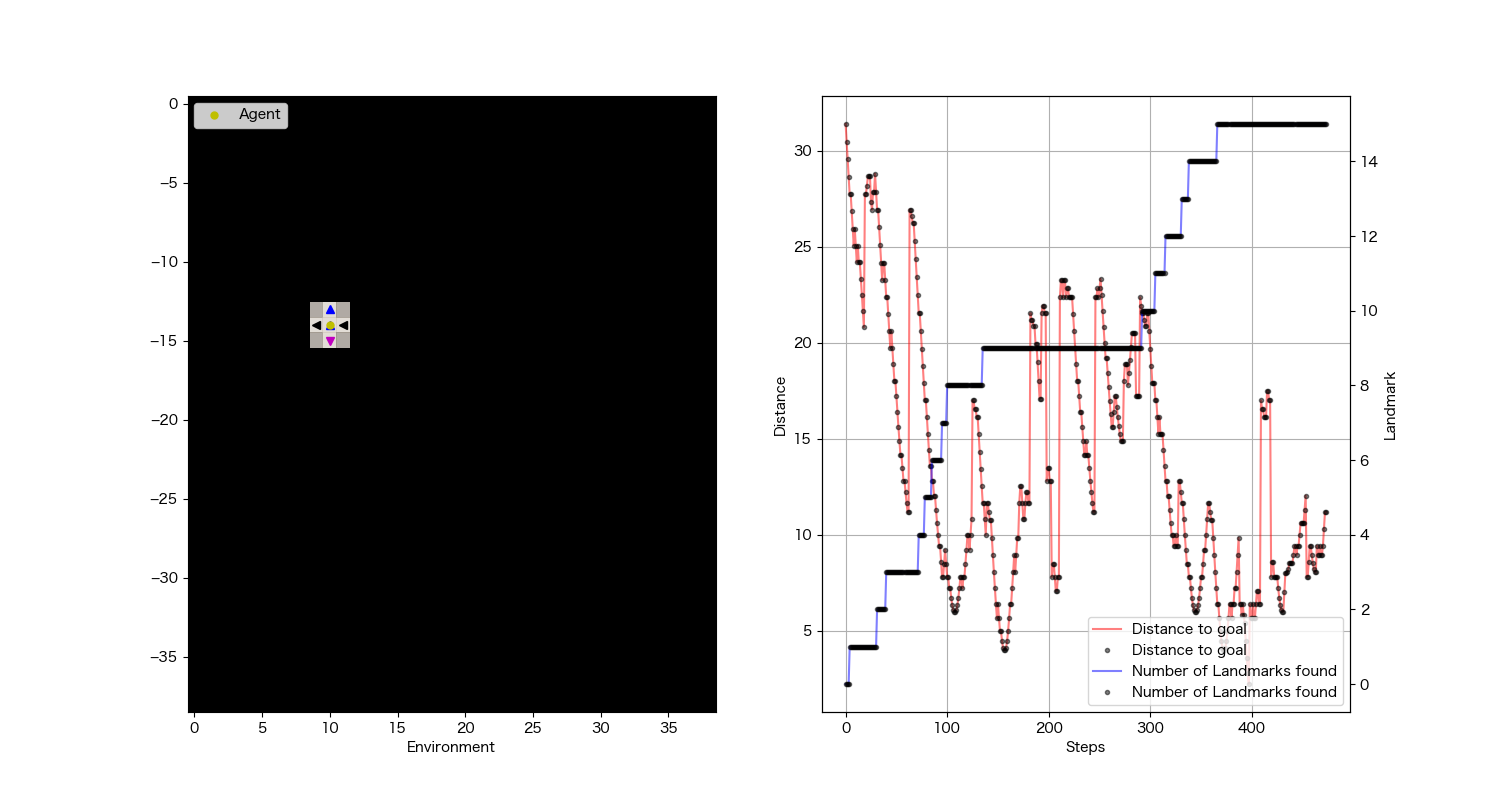 Agent
0
−5
−10
−15
−20
−25
−30
−35
0 5 10 15 20 25 30 35
Environment
30
25
20
15
10
5
Distance
14
12
10
8
6
4
2
0
Landmark
Distance to goal
Distance to goal
Number of Landmarks found
Number of Landmarks found
0 100 200 300 400
Steps